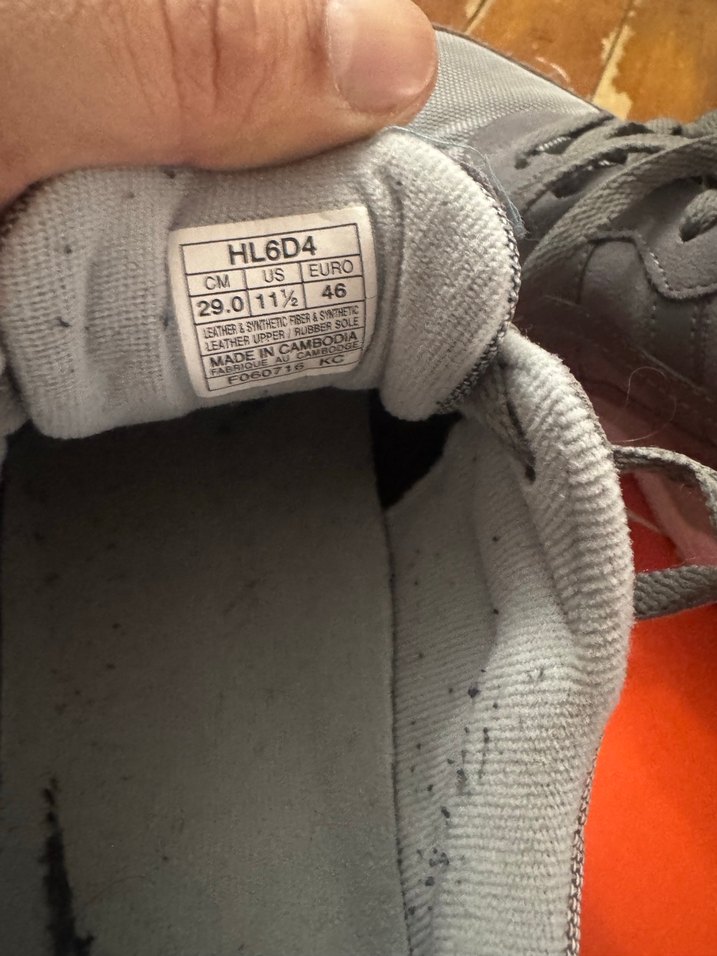 HL6D4
CM US EURO
29.0 11½ 46
LEATHER & SYNTHETIC FIBER & SYNTHETIC
LEATHER UPPER / RUBBER SOLE
MADE IN CAMBODIA
FABRIQUE AU CAMBODGE
F060716 KC